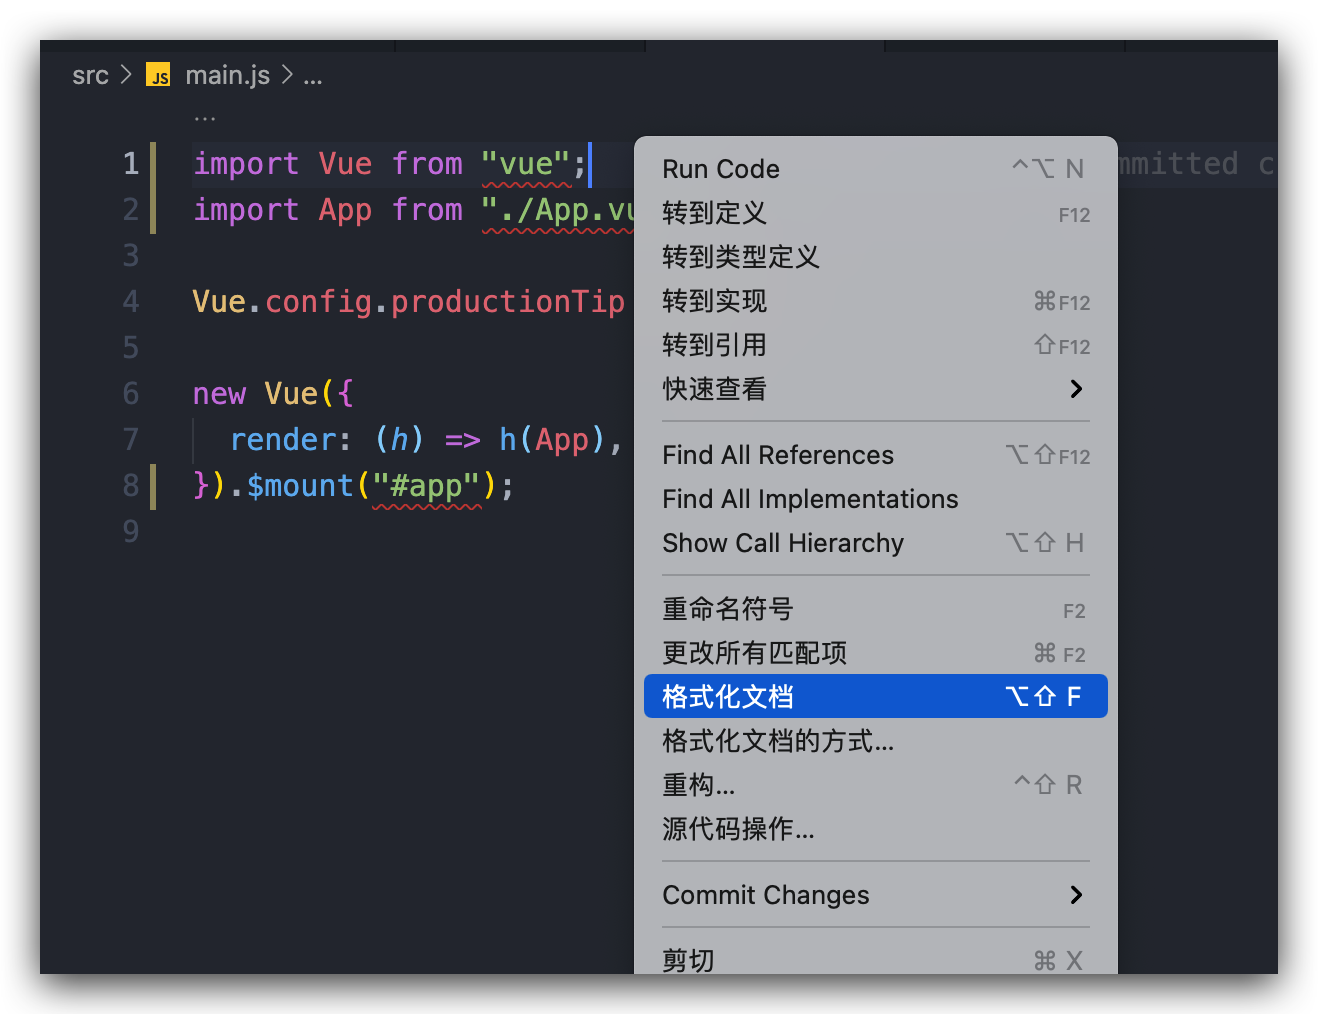 src > JS main.js > ...
...
1 import Vue from "vue"; mmitted c
2 import App from "./App.vu
3
4 Vue.config.productionTip
5
6 new Vue({
7 render: (h) => h(App),
8 }).$mount("#app");
9
Run Code ^⌥ N
转到定义 F12
转到类型定义
转到实现 ⌘F12
转到引用 ⇧F12
快速查看 >
Find All References ⌥⇧F12
Find All Implementations
Show Call Hierarchy ⌥⇧ H
重命名符号 F2
更改所有匹配项 ⌘ F2
格式化文档 ⌥⇧ F
格式化文档的方式...
重构... ^⇧ R
源代码操作...
Commit Changes >
剪切 ⌘ X